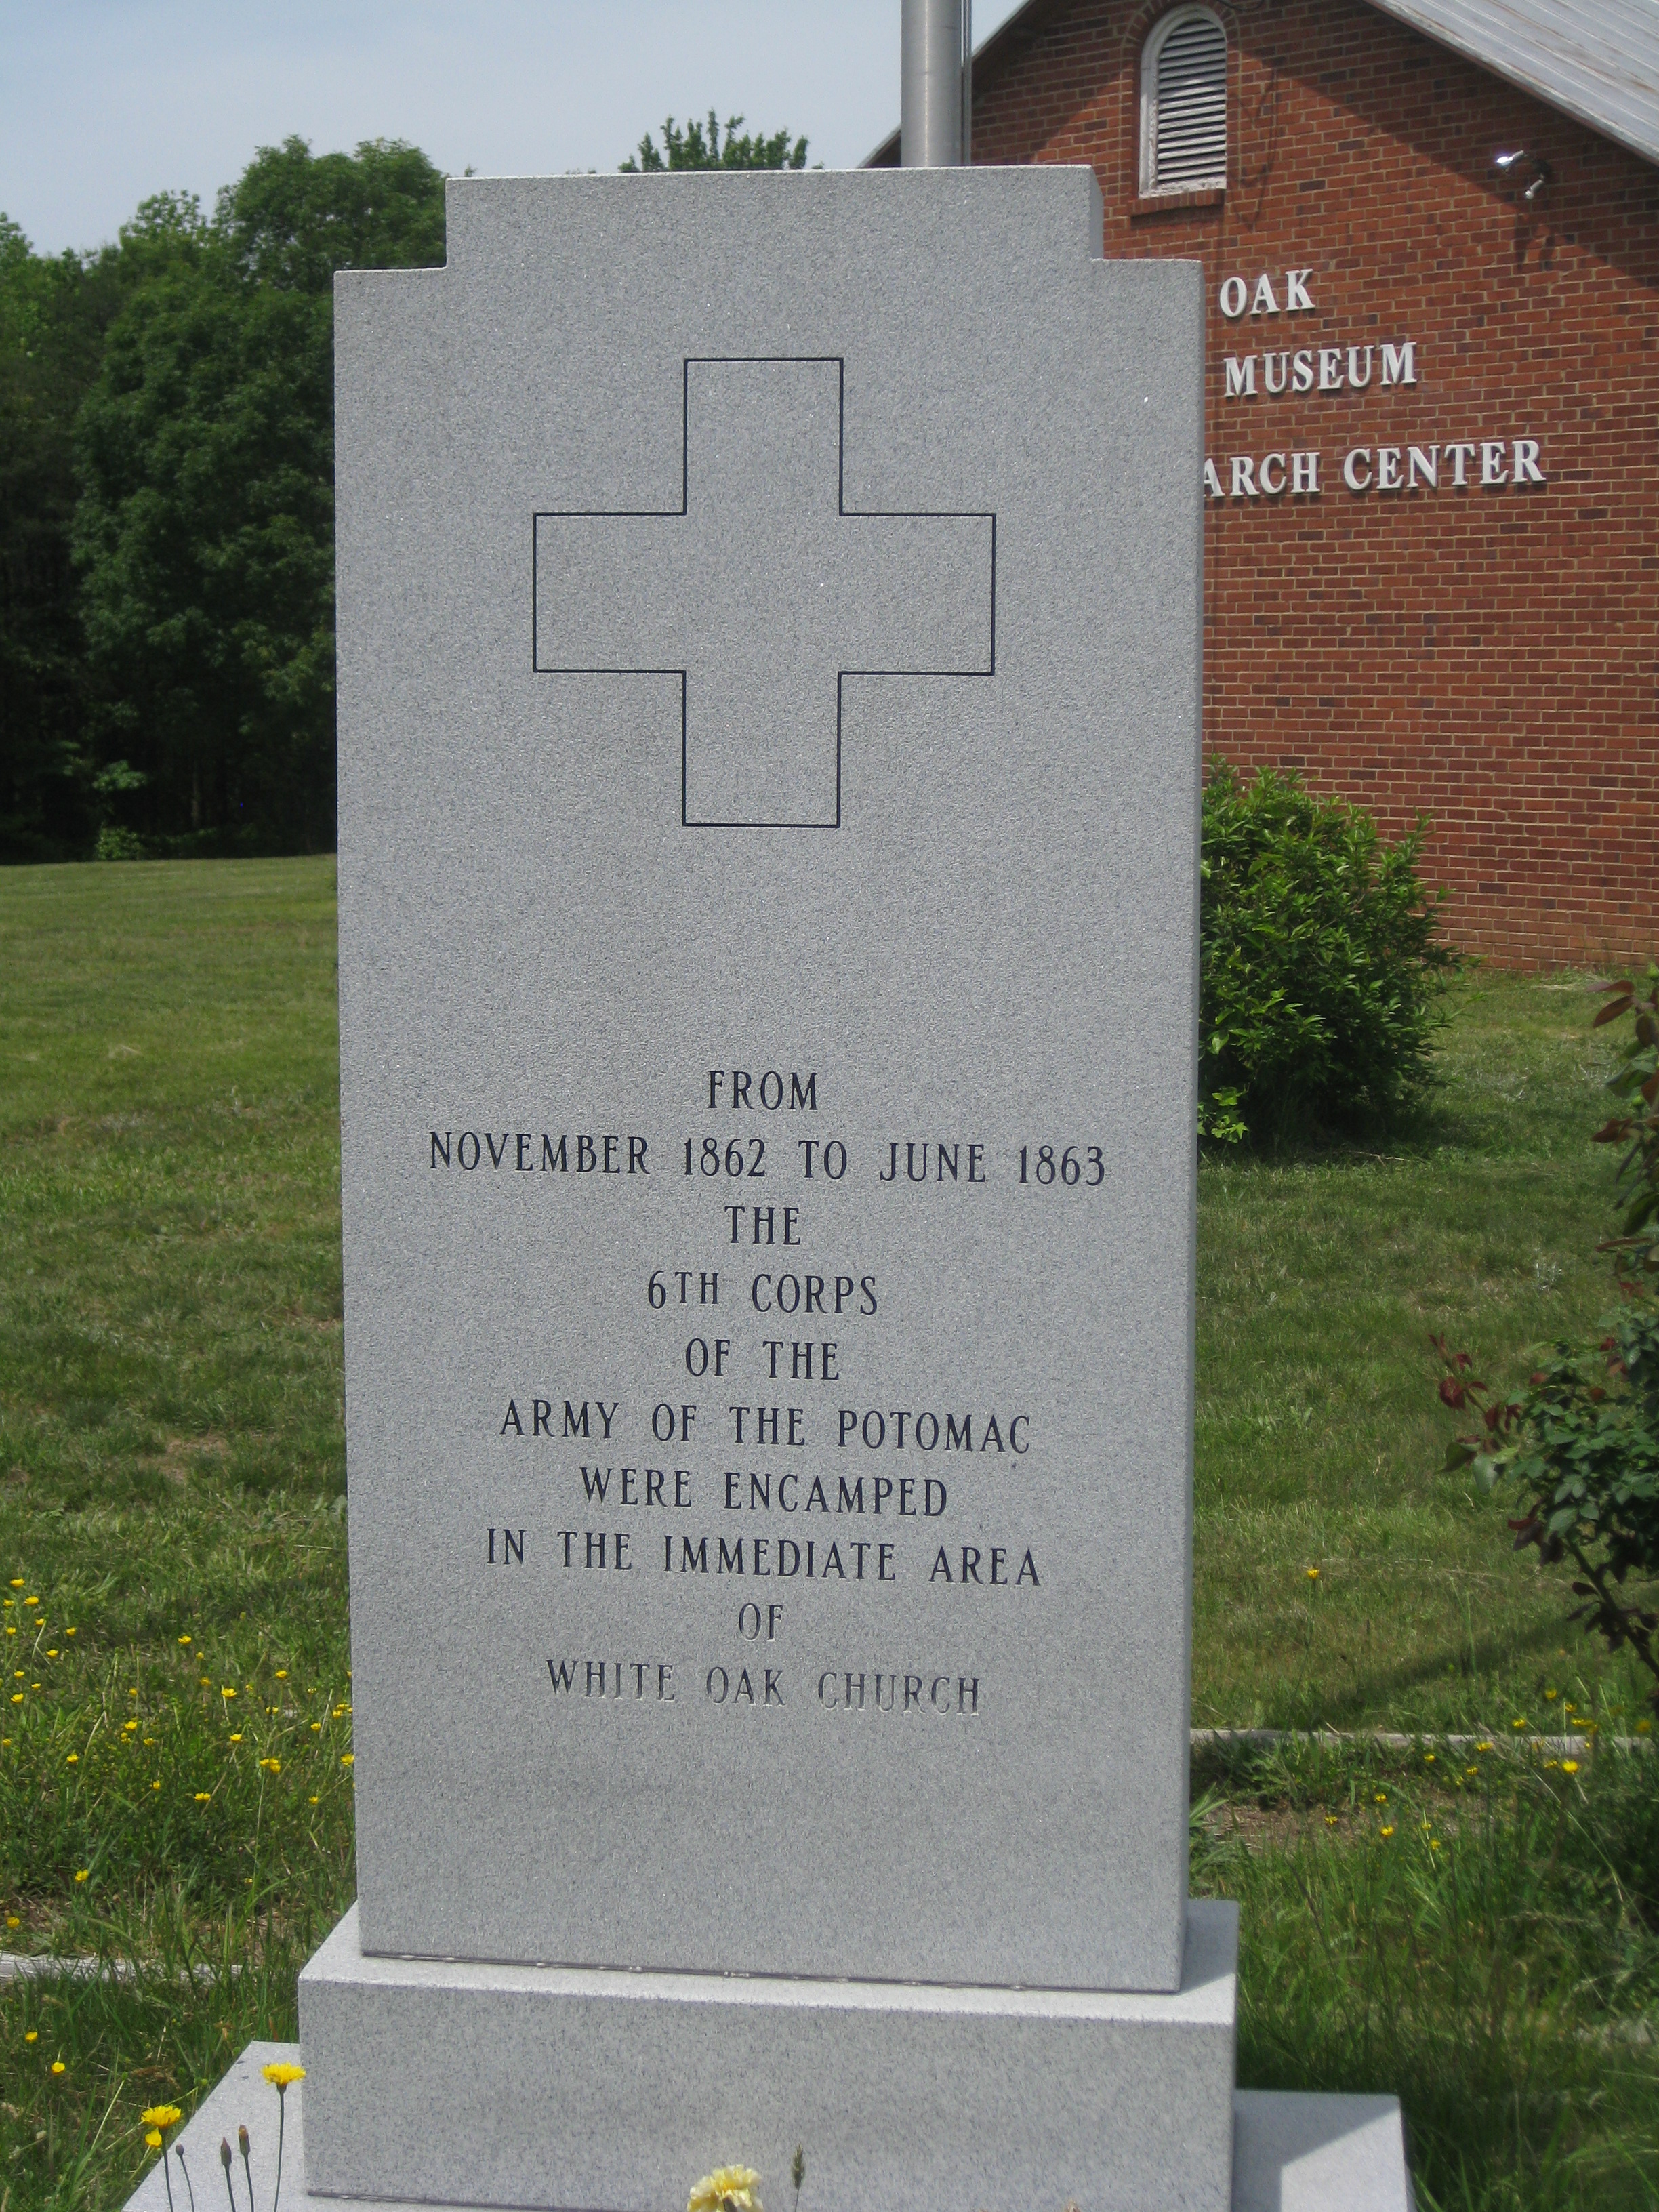 OAK
MUSEUM
ARCH CENTER
FROM
NOVEMBER 1862 TO JUNE 1863
THE
6TH CORPS
OF THE
ARMY OF THE POTOMAC
WERE ENCAMPED
IN THE IMMEDIATE AREA
OF
WHITE OAK CHURCH